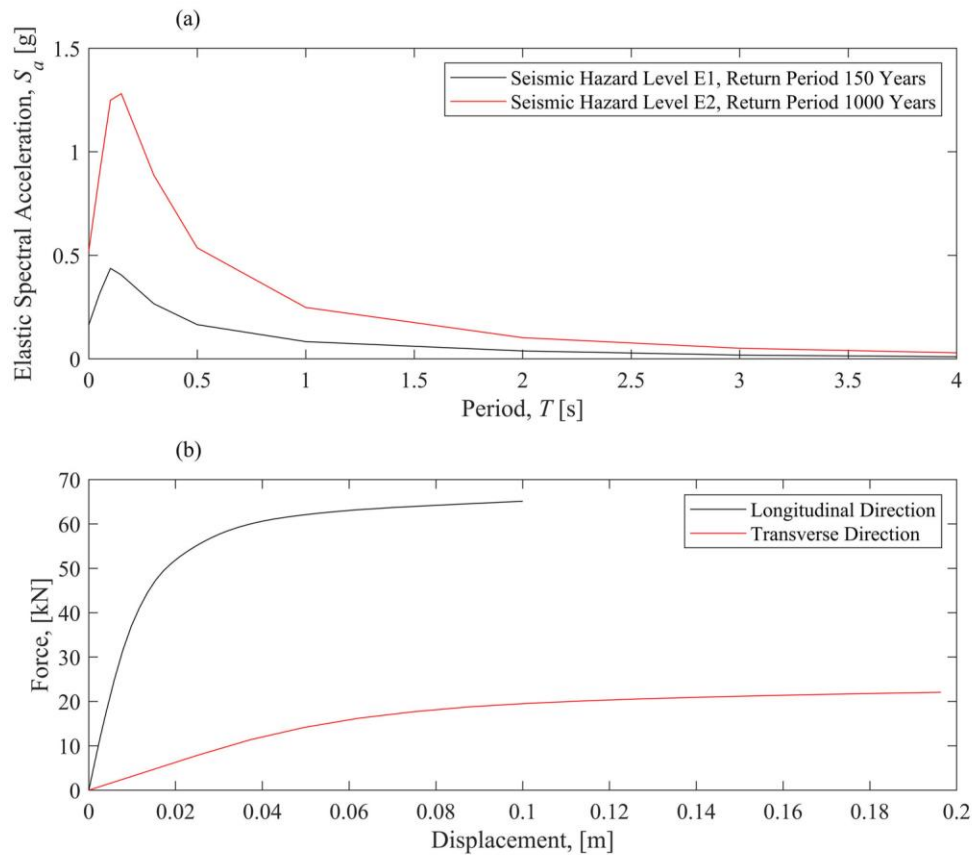 (a)
Elastic Spectral Acceleration, S_a [g]
1.5
1
0.5
0
Seismic Hazard Level E1, Return Period 150 Years
Seismic Hazard Level E2, Return Period 1000 Years
0 0.5 1 1.5 2 2.5 3 3.5 4
Period, T [s]
(b)
Force, [kN]
70
60
50
40
30
20
10
0
Longitudinal Direction
Transverse Direction
0 0.02 0.04 0.06 0.08 0.1 0.12 0.14 0.16 0.18 0.2
Displacement, [m]